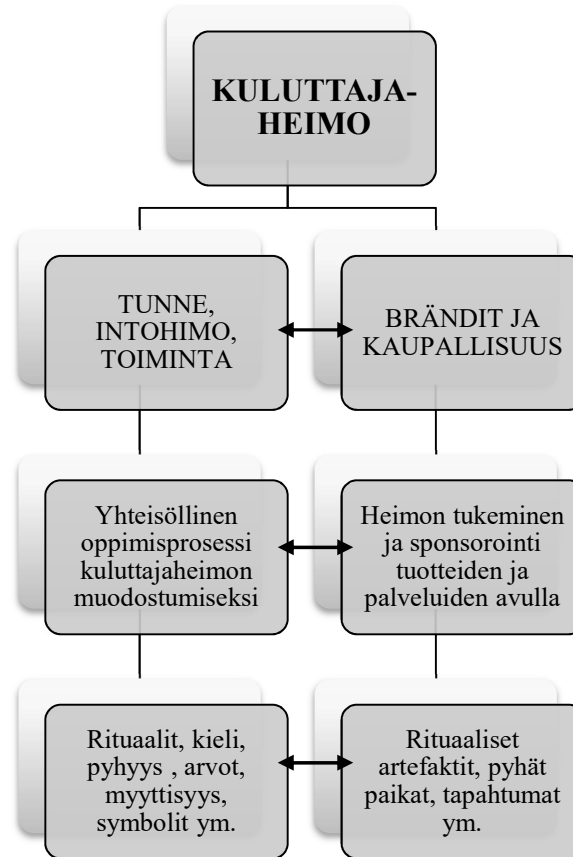 KULUTTAJA-
HEIMO
TUNNE,
INTOHIMO,
TOIMINTA
BRÄNDIT JA
KAUPALLISUUS
Yhteisöllinen
oppimisprosessi
kuluttajaheimon
muodostumiseksi
Heimon tukeminen
ja sponsorointi
tuotteiden ja
palveluiden avulla
Rituaalit, kieli,
pyhyys , arvot,
myyttisyys,
symbolit ym.
Rituaaliset
artefaktit, pyhät
paikat, tapahtumat
ym.